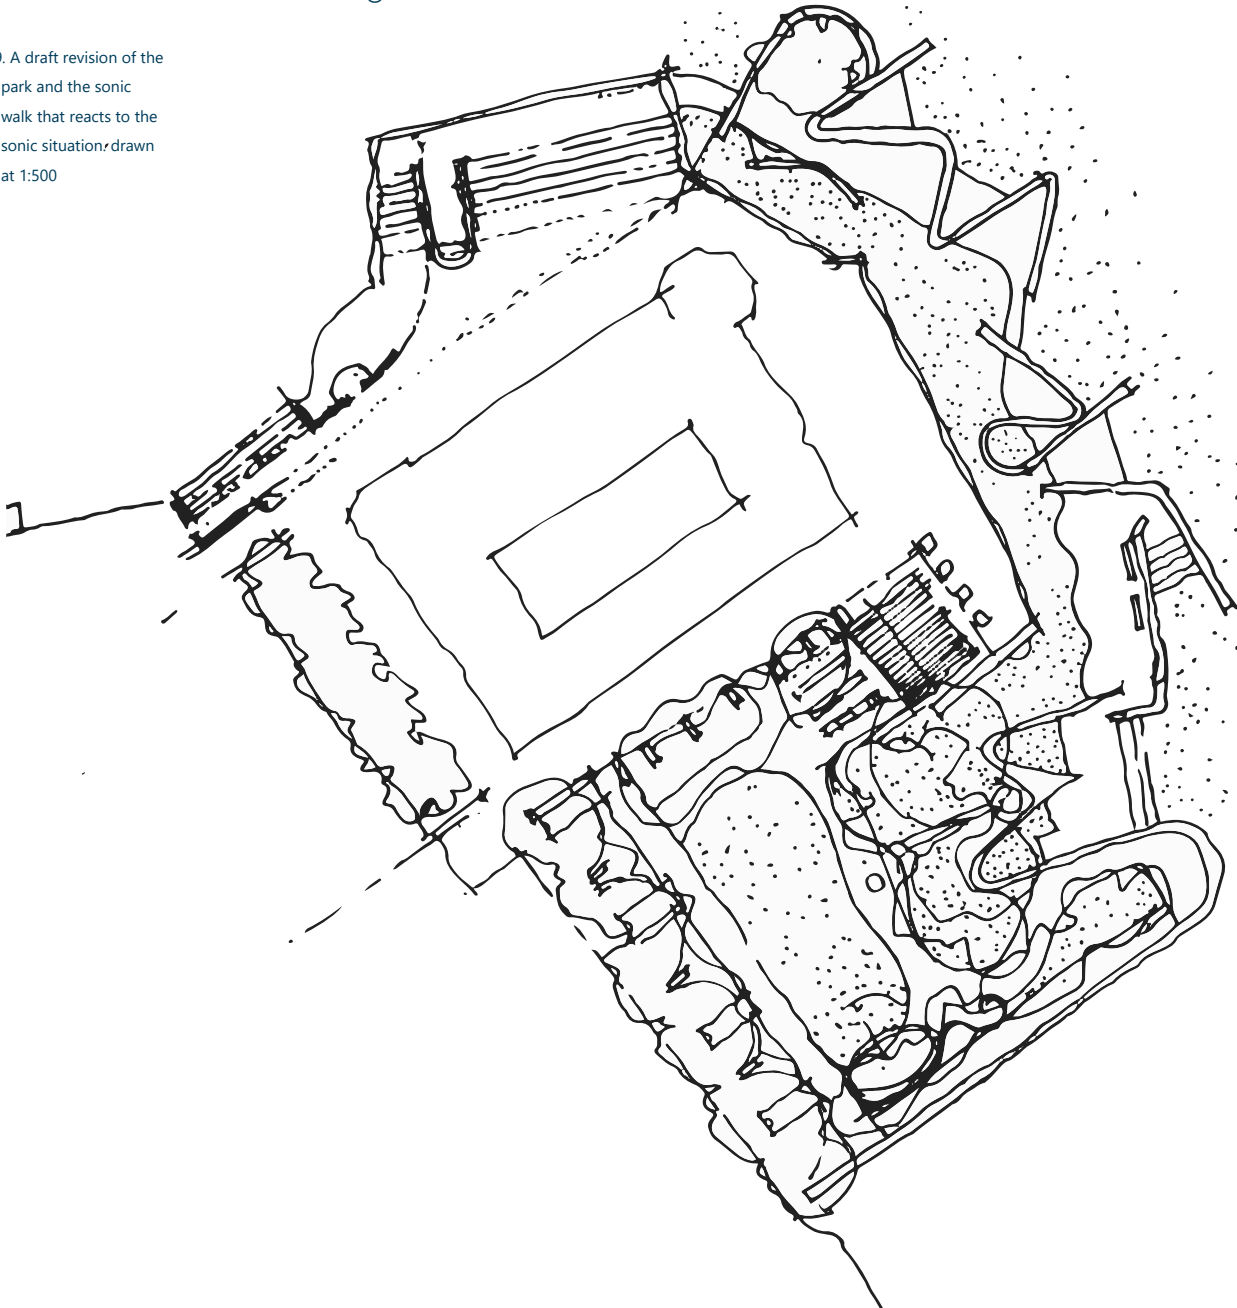 . A draft revision of the
park and the sonic
walk that reacts to the
sonic situation. drawn
at 1:500